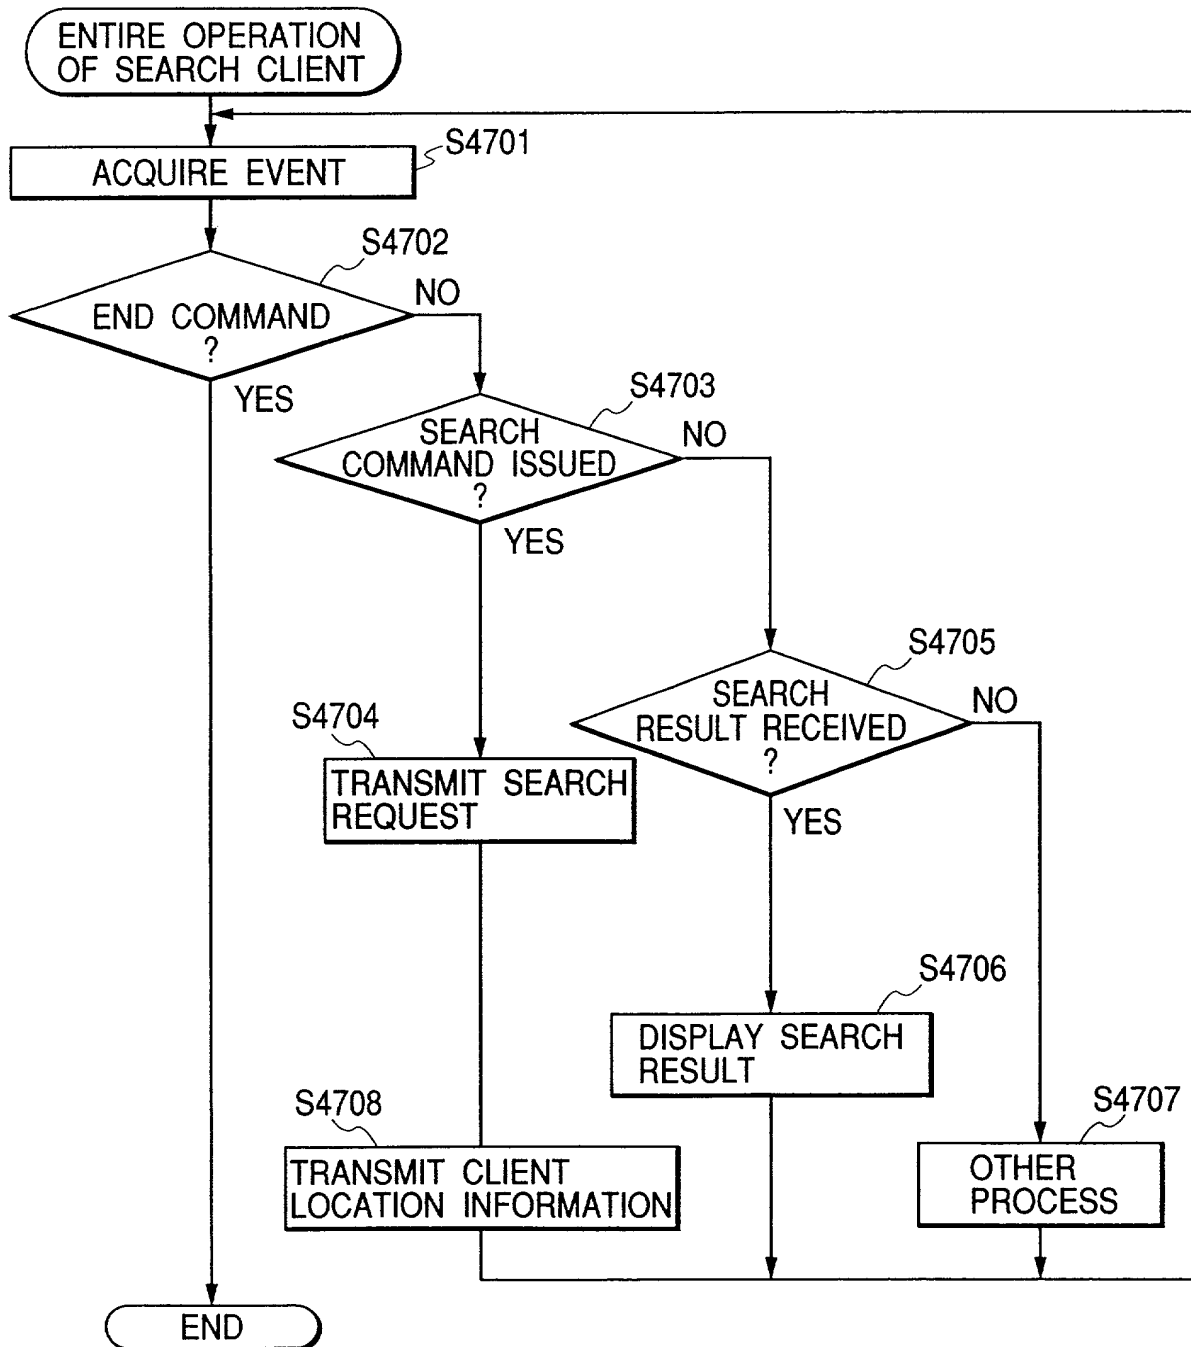 ENTIRE OPERATION
OF SEARCH CLIENT
S4701
ACQUIRE EVENT
S4702
END COMMAND
?
NO
YES
S4703
SEARCH
COMMAND ISSUED
?
NO
YES
S4705
SEARCH
RESULT RECEIVED
?
NO
YES
S4704
TRANSMIT SEARCH
REQUEST
S4706
DISPLAY SEARCH
RESULT
S4708
TRANSMIT CLIENT
LOCATION INFORMATION
S4707
OTHER
PROCESS
END